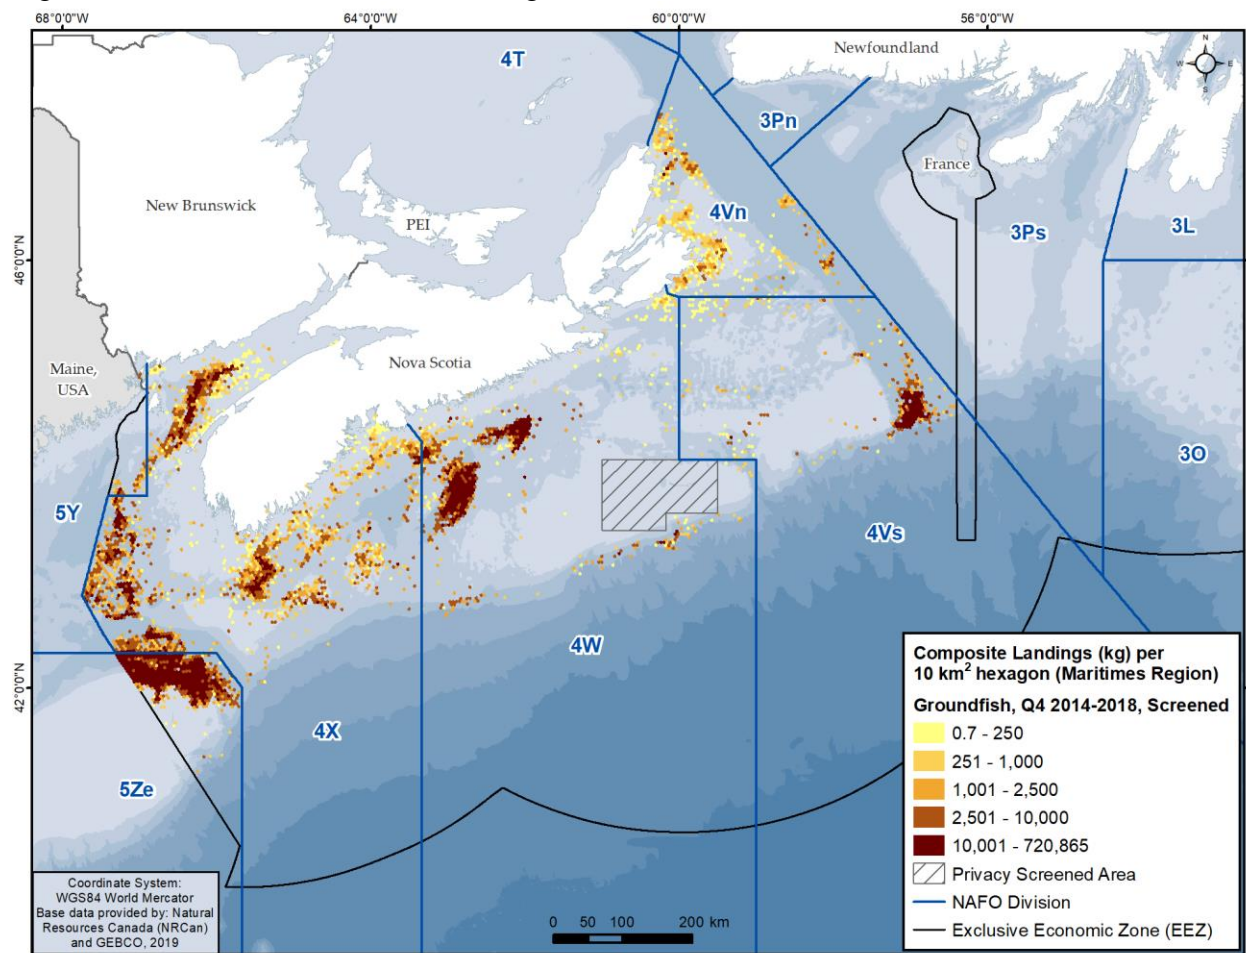 68°0'0"W
64°0'0"W
60°0'0"W
56°0'0"W
4T
Newfoundland
N
W
E
S
3Pn
France
New Brunswick
PEI
4Vn
3Ps
3L
46°0'0"N
Maine,
USA
Nova Scotia
5Y
3O
4Vs
4W
42°0'0"N
4X
5Ze
Composite Landings (kg) per
10 km² hexagon (Maritimes Region)
Groundfish, Q4 2014-2018, Screened
0.7 - 250
251 - 1,000
1,001 - 2,500
2,501 - 10,000
10,001 - 720,865
Privacy Screened Area
NAFO Division
Exclusive Economic Zone (EEZ)
Coordinate System:
WGS84 World Mercator
Base data provided by: Natural
Resources Canada (NRCan)
and GEBCO, 2019
0 50 100 200 km